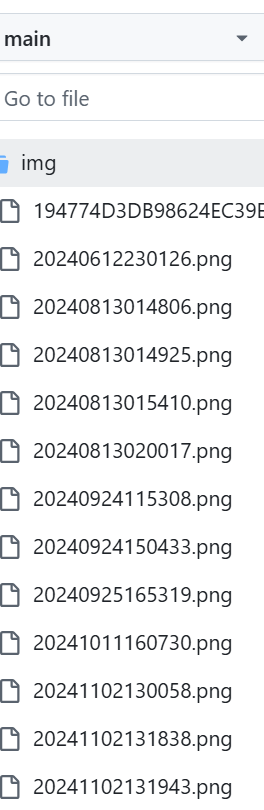 main
Go to file
img
194774D3DB98624EC39E
20240612230126.png
20240813014806.png
20240813014925.png
20240813015410.png
20240813020017.png
20240924115308.png
20240924150433.png
20240925165319.png
20241011160730.png
20241102130058.png
20241102131838.png
20241102131943.png